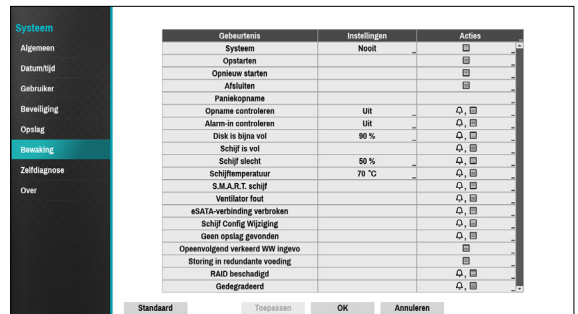 Systeem
Algemeen
Datum/tijd
Gebruiker
Beveiliging
Opslag
Bewaking
Zelfdiagnose
Over
Gebeurtenis Instellingen Acties
Systeem Nooit
Opstarten
Opnieuw starten
Afsluiten
Paniekopname
Opname controleren Uit
Alarm-in controleren Uit
Disk is bijna vol 90 %
Schijf is vol
Schijf slecht 50 %
Schijftemperatuur 70 °C
S.M.A.R.T. schijf
Ventilator fout
eSATA-verbinding verbroken
Schijf Config Wijziging
Geen opslag gevonden
Opeenvolgend verkeerd WW ingevo
Storing in redundante voeding
RAID beschadigd
Gedegradeerd
Standaard Toepassen OK Annuleren